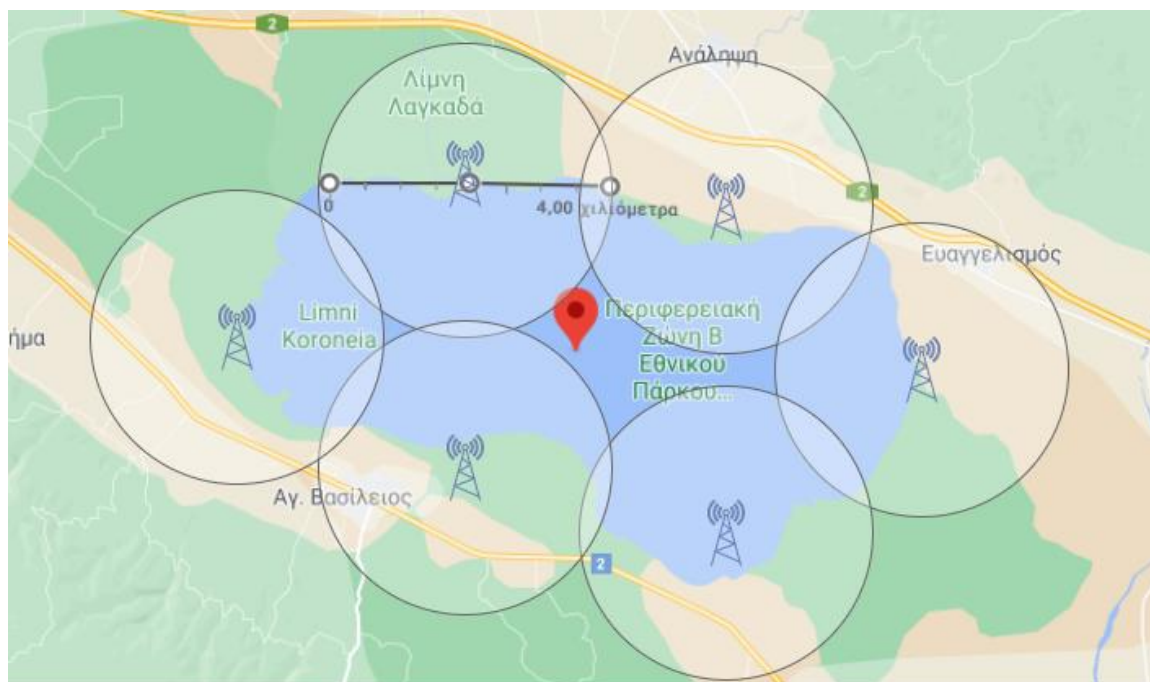 2
Ανάληψη
Λίμνη
Λαγκαδά
0
4,00 χιλιόμετρα
2
Ευαγγελισμός
Limni
Koroneia
Περιφερειακή
Ζώνη Β
Εθνικού
Πάρκου...
ήμα
Αγ. Βασίλειος
2